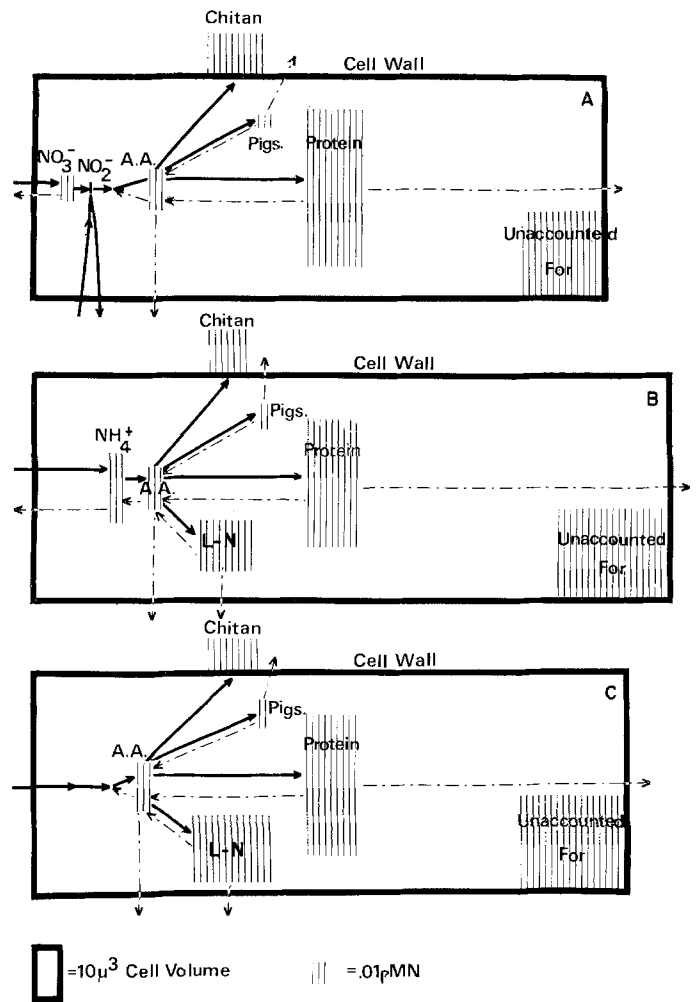 Chitan
Cell Wall
A
NO₃⁻ NO₂⁻ A.A.
Pigs.
Protein
Unaccounted
For
Chitan
Cell Wall
B
NH₄⁺
A.A.
Pigs.
Protein
L-N
Unaccounted
For
Chitan
Cell Wall
C
A.A.
Pigs.
Protein
L-N
Unaccounted
For
=10μ³ Cell Volume
=.01ρMN